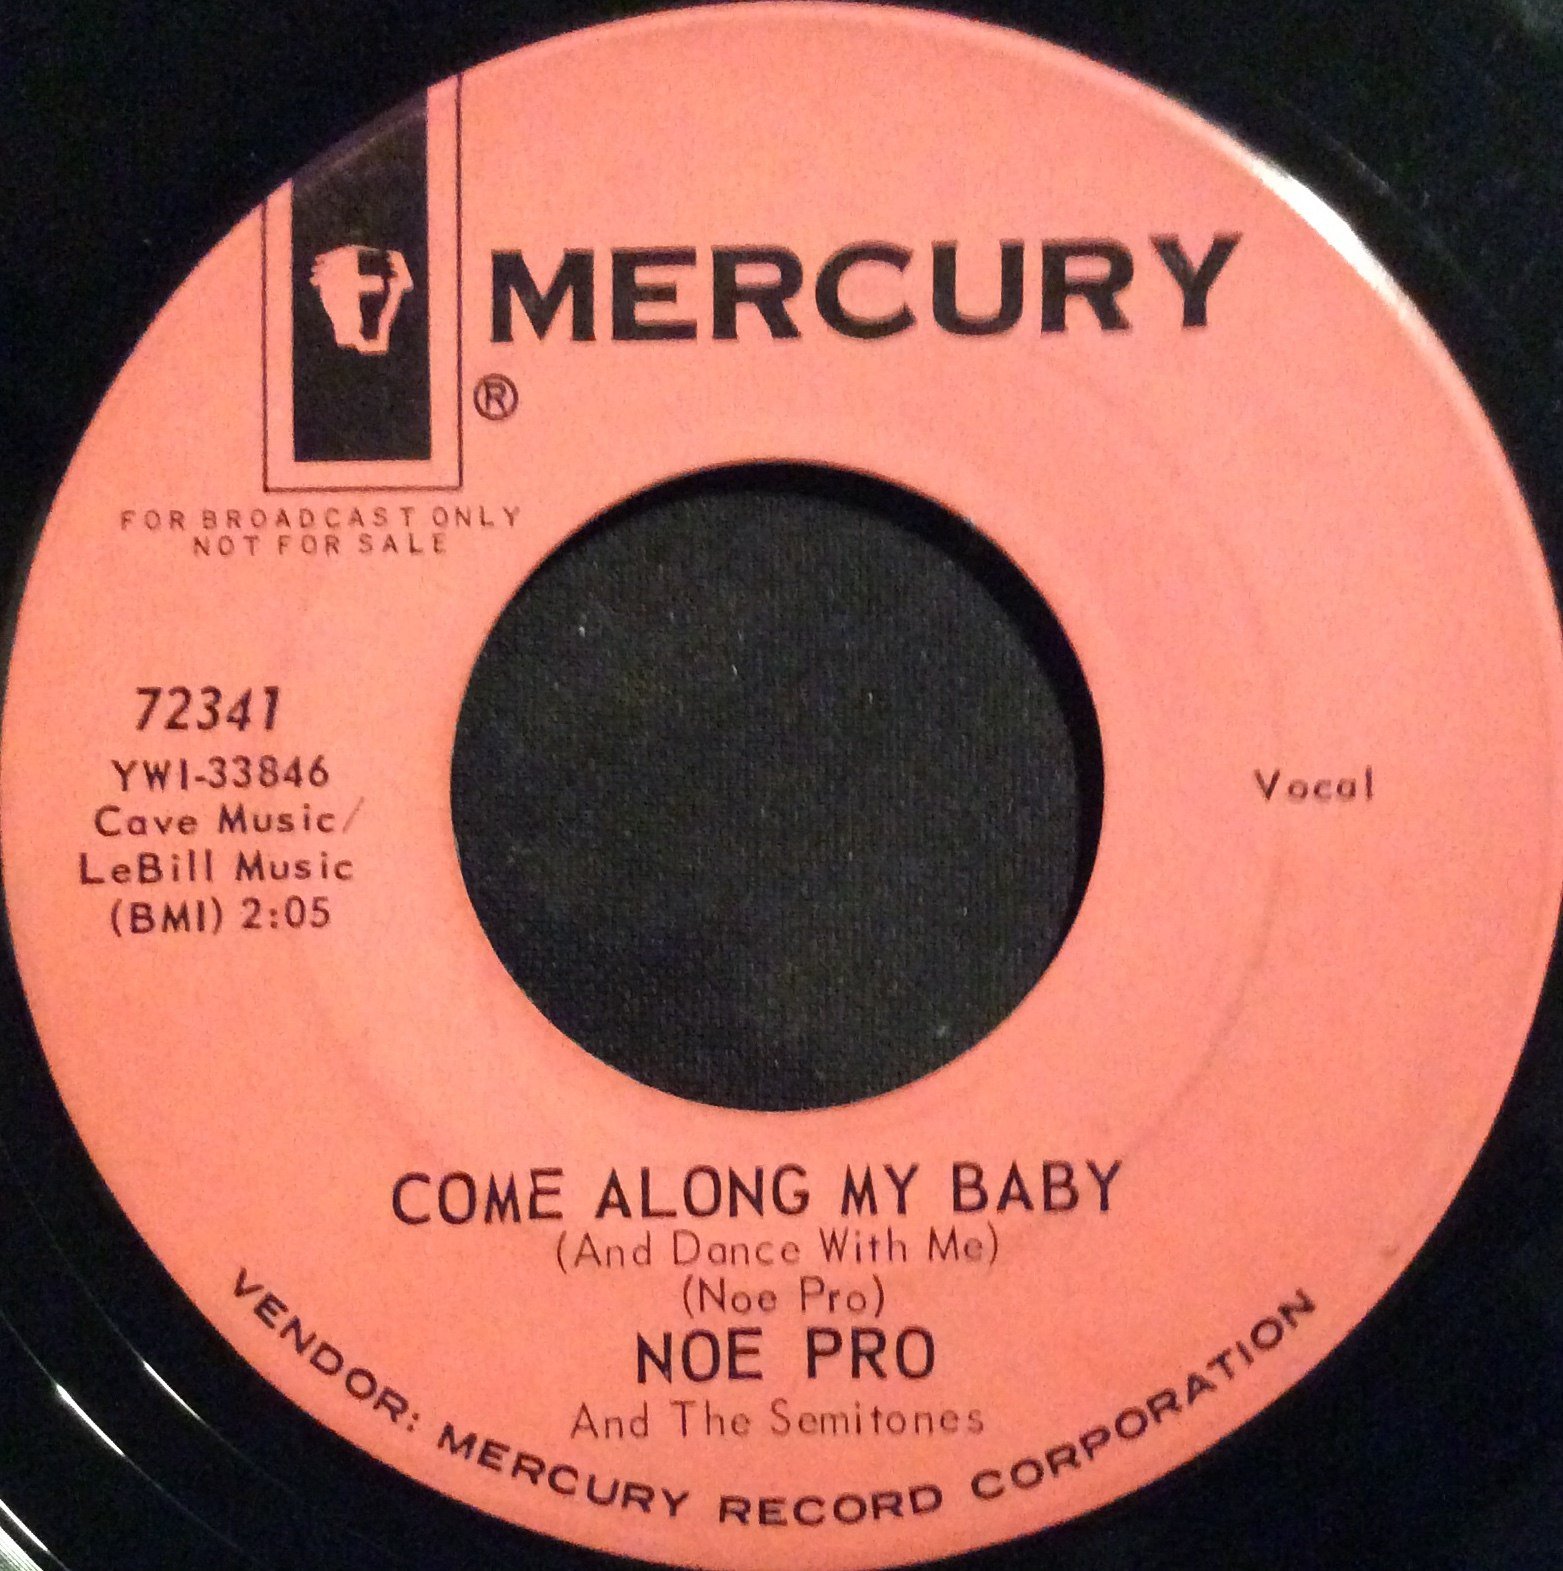 MERCURY
®
FOR BROADCAST ONLY
NOT FOR SALE
72341
YW1-33846
Cave Music/
LeBill Music
(BMI) 2:05
Vocal
COME ALONG MY BABY
(And Dance With Me)
(Noe Pro)
NOE PRO
And The Semitones
VENDOR: MERCURY RECORD CORPORATION